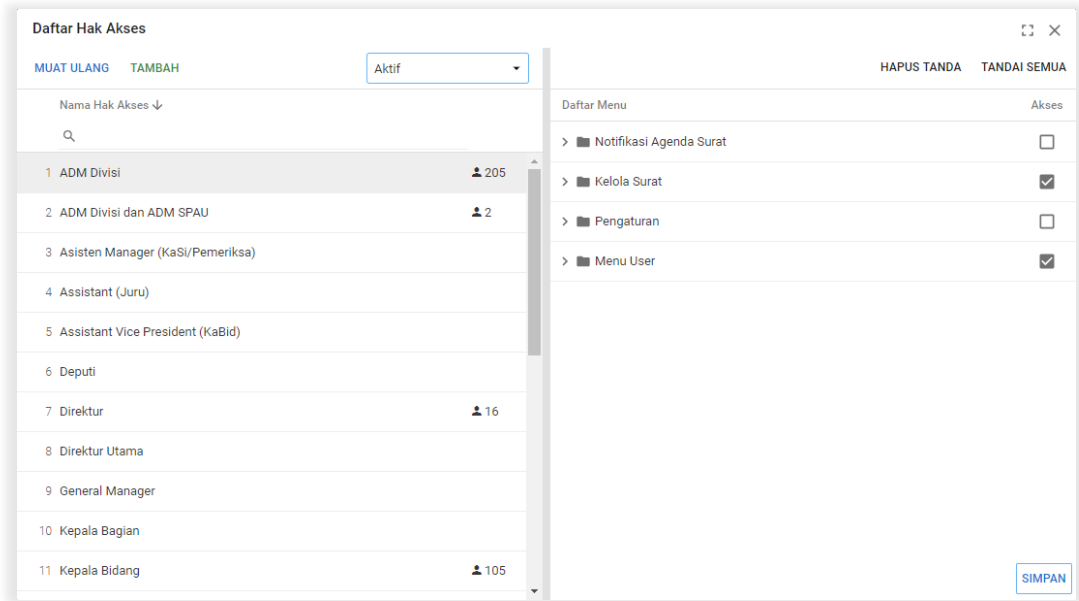 Daftar Hak Akses
MUAT ULANG TAMBAH Aktif HAPUS TANDA TANDAI SEMUA
Nama Hak Akses
1 ADM Divisi 205
2 ADM Divisi dan ADM SPAU 2
3 Asisten Manager (KaSi/Pemeriksa)
4 Assistant (Juru)
5 Assistant Vice President (KaBid)
6 Deputi
7 Direktur 16
8 Direktur Utama
9 General Manager
10 Kepala Bagian
11 Kepala Bidang 105
Daftar Menu Akses
Notifikasi Agenda Surat
Kelola Surat
Pengaturan
Menu User
SIMPAN